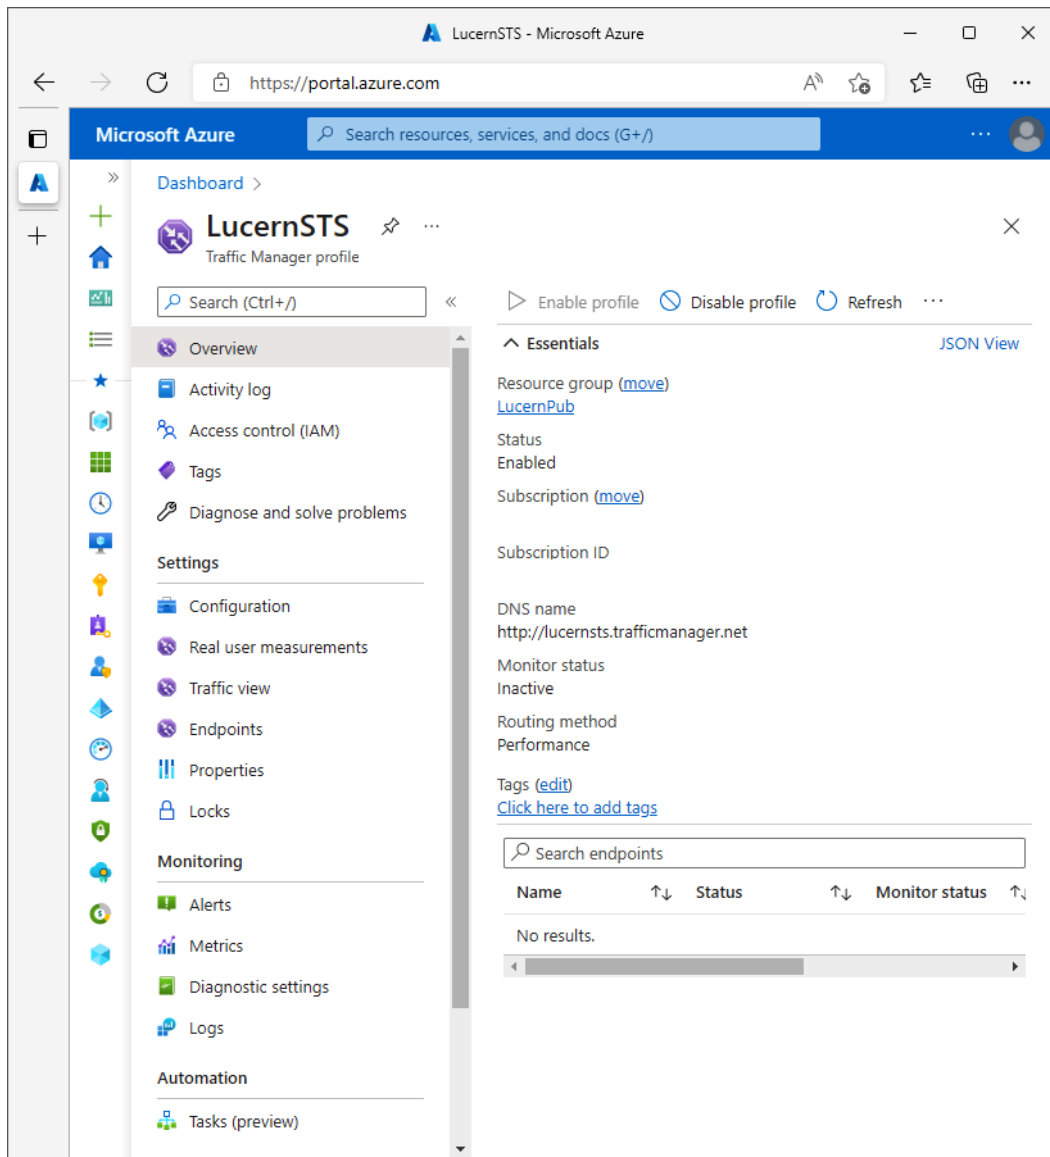 LucernSTS - Microsoft Azure
https://portal.azure.com
Microsoft Azure
Search resources, services, and docs (G+/)
Dashboard >
LucernSTS
Traffic Manager profile
Search (Ctrl+/)
Overview
Activity log
Access control (IAM)
Tags
Diagnose and solve problems
Settings
Configuration
Real user measurements
Traffic view
Endpoints
Properties
Locks
Monitoring
Alerts
Metrics
Diagnostic settings
Logs
Automation
Tasks (preview)
Enable profile Disable profile Refresh
Essentials JSON View
Resource group (move)
LucernPub
Status
Enabled
Subscription (move)
Subscription ID
DNS name
http://lucernsts.trafficmanager.net
Monitor status
Inactive
Routing method
Performance
Tags (edit)
Click here to add tags
Search endpoints
Name Status Monitor status
No results.